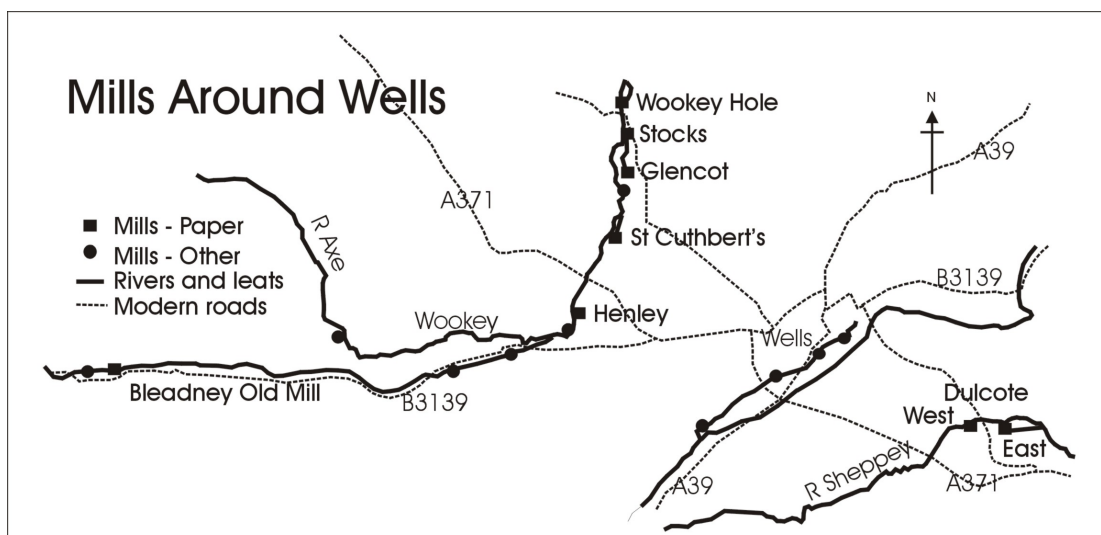 Mills Around Wells
Wookey Hole
Stocks
N
Glencot
A39
A371
Mills - Paper
R Axe
St Cuthbert's
Mills - Other
Rivers and leats
B3139
Modern roads
Henley
Wookey
Wells
Bleadney Old Mill
B3139
Dulcote
West
East
R Sheppey
A39
A371